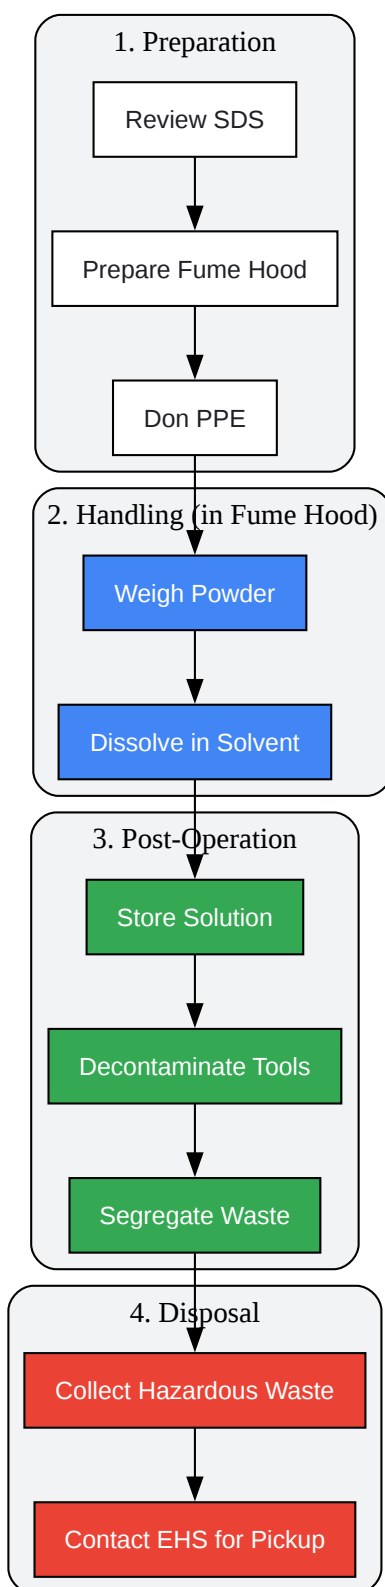 1. Preparation
Review SDS
Prepare Fume Hood
Don PPE
2. Handling (in Fume Hood)
Weigh Powder
Dissolve in Solvent
3. Post-Operation
Store Solution
Decontaminate Tools
Segregate Waste
4. Disposal
Collect Hazardous Waste
Contact EHS for Pickup